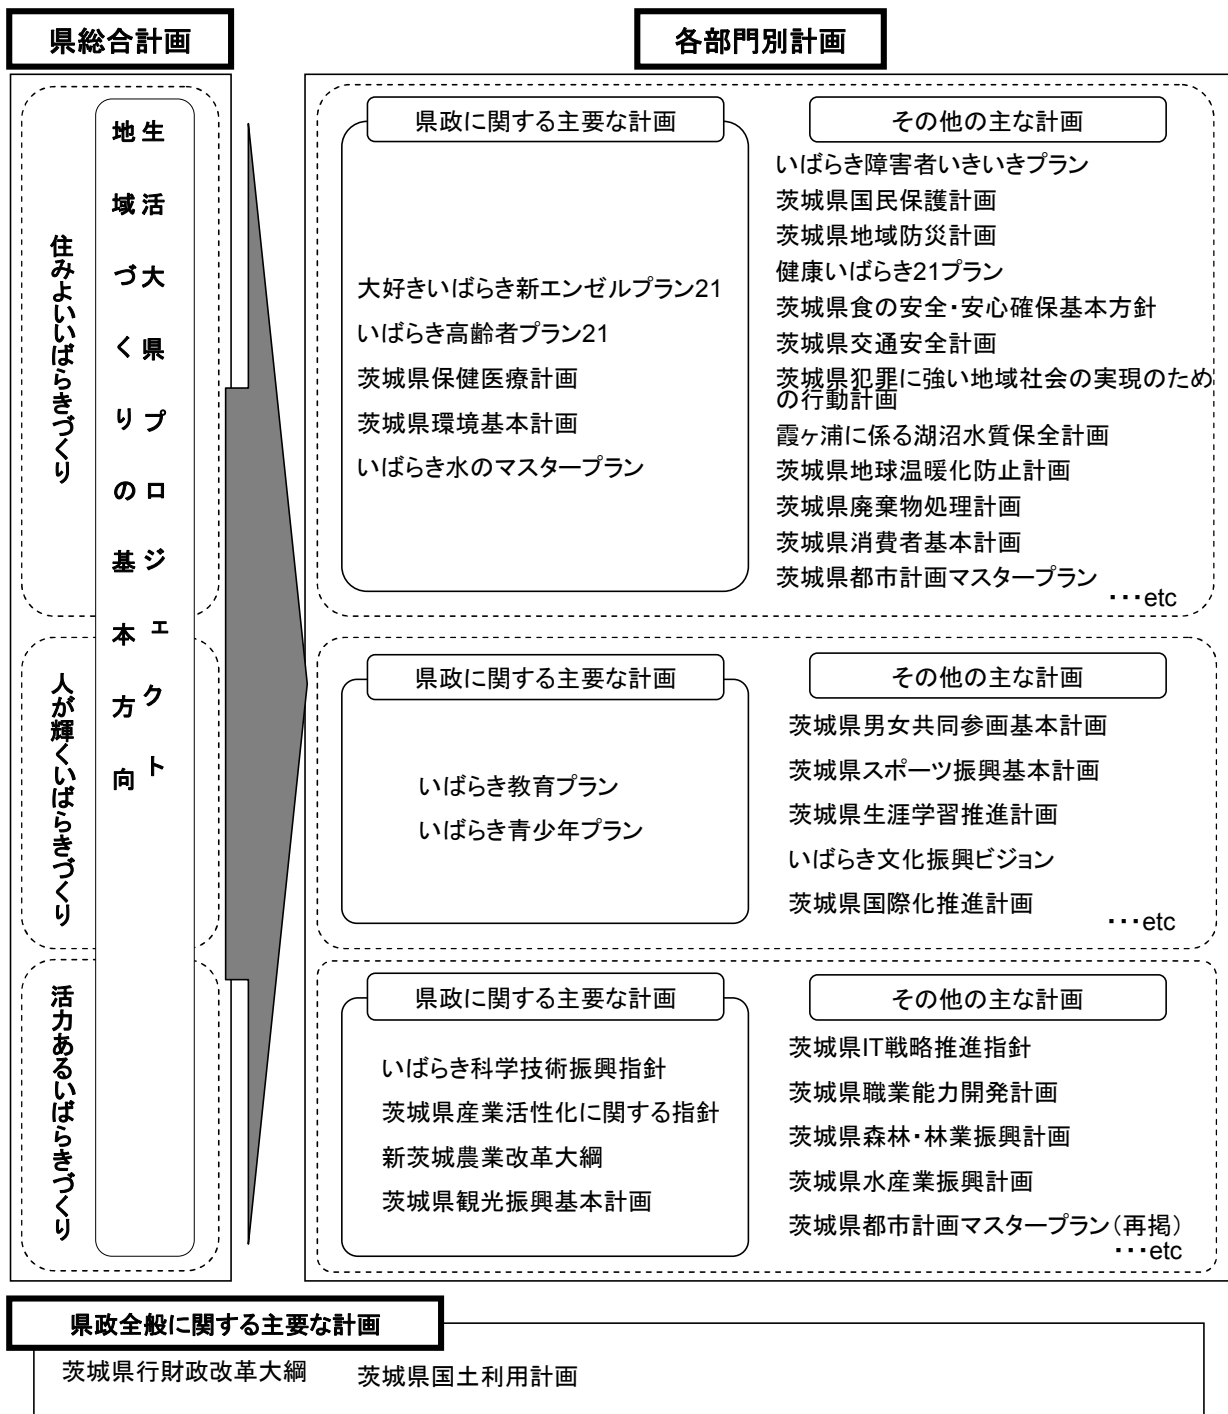 県総合計画
各部門別計画
住みよいいばらきづくり
人が輝くいばらきづくり
活力あるいばらきづくり
生活大県プロジェクト
地域づくりの基本方向
県政に関する主要な計画
大好きいばらき新エンゼルプラン21
いばらき高齢者プラン21
茨城県保健医療計画
茨城県環境基本計画
いばらき水のマスタープラン
その他の主な計画
いばらき障害者いきいきプラン
茨城県国民保護計画
茨城県地域防災計画
健康いばらき21プラン
茨城県食の安全・安心確保基本方針
茨城県交通安全計画
茨城県犯罪に強い地域社会の実現のため
の行動計画
霞ヶ浦に係る湖沼水質保全計画
茨城県地球温暖化防止計画
茨城県廃棄物処理計画
茨城県消費者基本計画
茨城県都市計画マスタープラン
・・・etc
県政に関する主要な計画
いばらき教育プラン
いばらき青少年プラン
その他の主な計画
茨城県男女共同参画基本計画
茨城県スポーツ振興基本計画
茨城県生涯学習推進計画
いばらき文化振興ビジョン
茨城県国際化推進計画
・・・etc
県政に関する主要な計画
いばらき科学技術振興指針
茨城県産業活性化に関する指針
新茨城農業改革大綱
茨城県観光振興基本計画
その他の主な計画
茨城県IT戦略推進指針
茨城県職業能力開発計画
茨城県森林・林業振興計画
茨城県水産業振興計画
茨城県都市計画マスタープラン（再掲）
・・・etc
県政全般に関する主要な計画
茨城県行財政改革大綱
茨城県国土利用計画